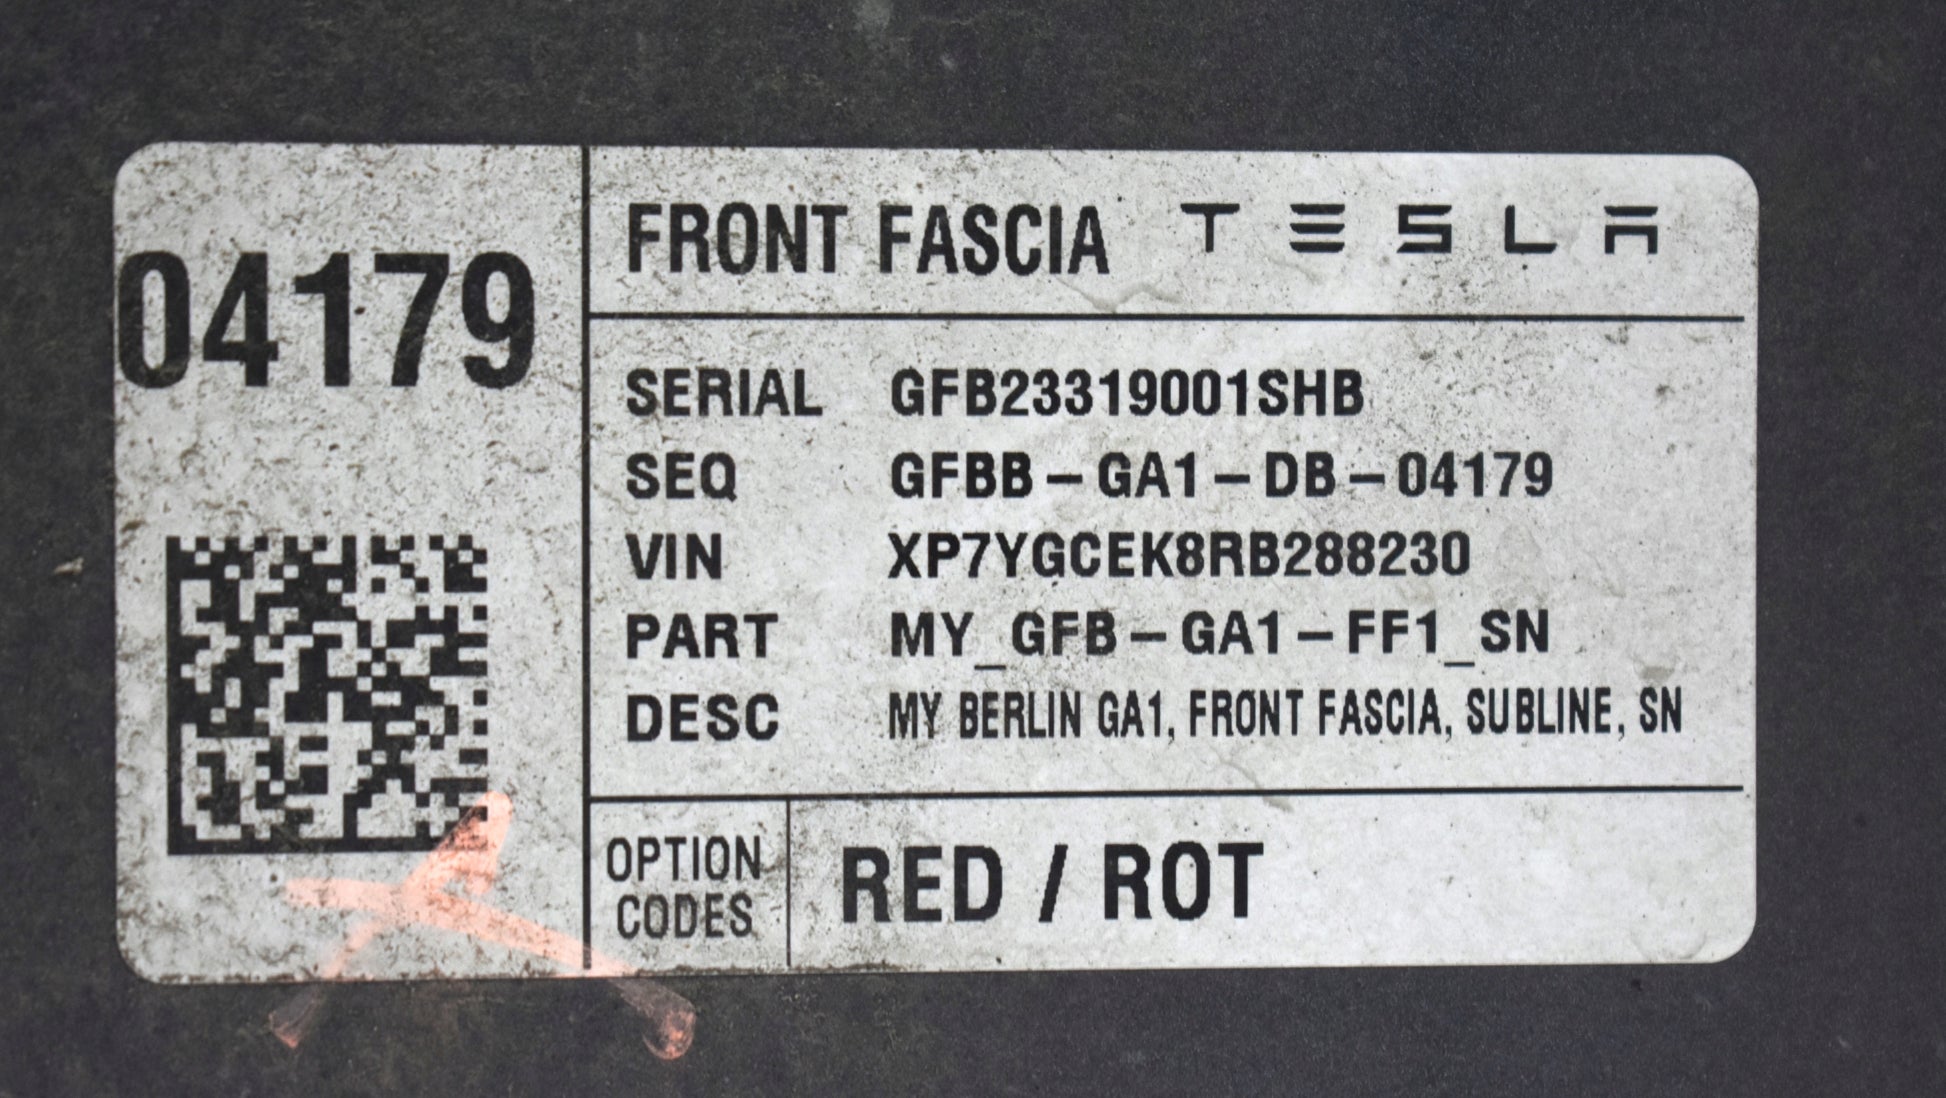 04179
FRONT FASCIA TESLA
SERIAL GFB23319001SHB
SEQ GFBB-GA1-DB-04179
VIN XP7YGCEK8RB288230
PART MY_GFB-GA1-FF1_SN
DESC MY BERLIN GA1, FRONT FASCIA, SUBLINE, SN
OPTION CODES RED / ROT